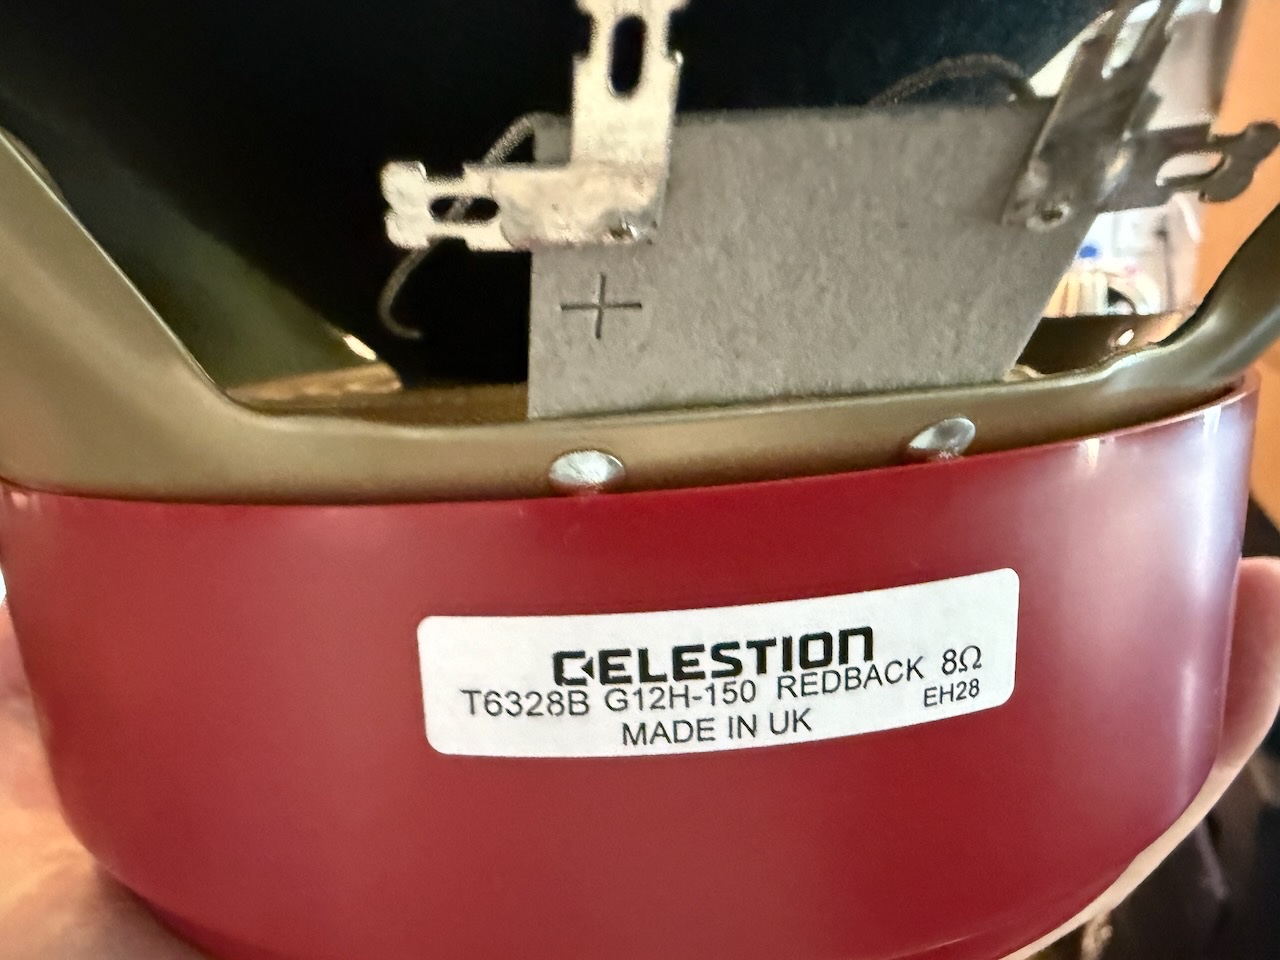 +
CELESTION
T6328B G12H-150 REDBACK 8Ω
EH28
MADE IN UK